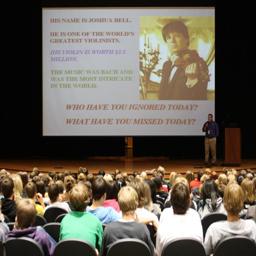 HIS NAME IS JOSHUA BELL.
HE IS ONE OF THE WORLD'S
GREATEST VIOLINISTS.
HIS VIOLIN IS WORTH $3.5
MILLION.
THE MUSIC WAS BACH AND
WAS THE MOST INTRICATE
IN THE WORLD.
WHO HAVE YOU IGNORED TODAY?
WHAT HAVE YOU MISSED TODAY?